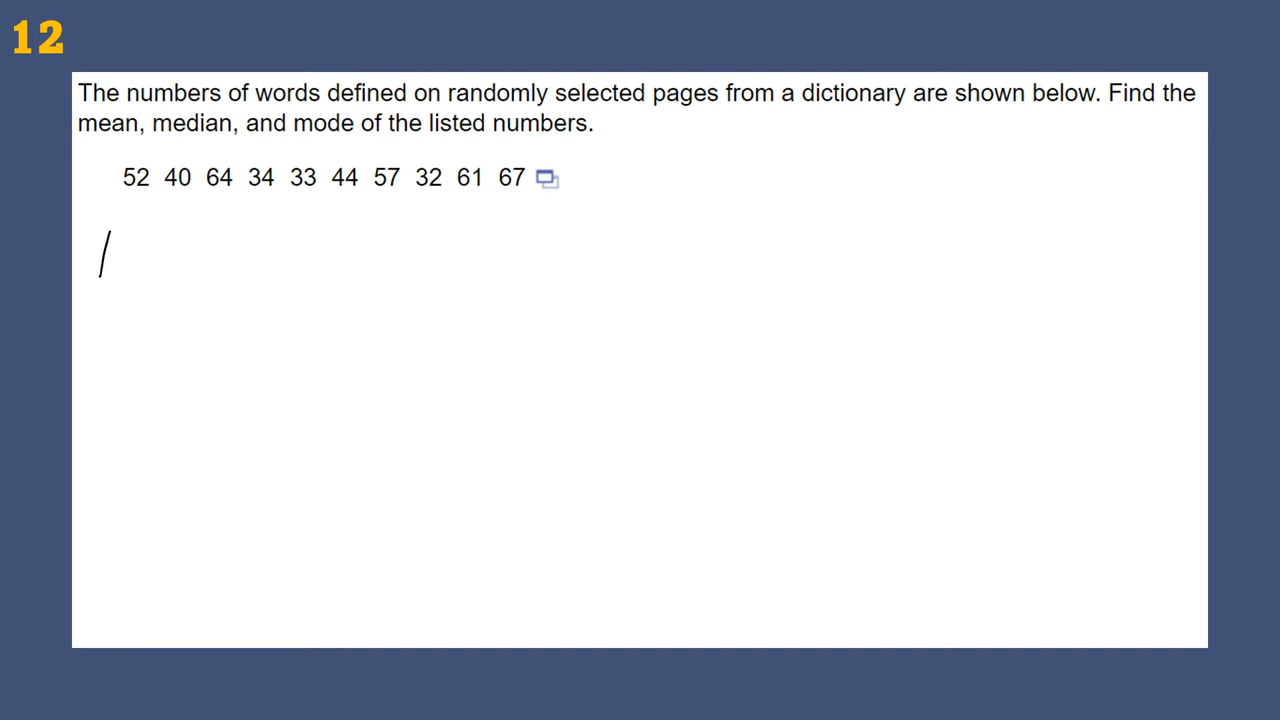 12
The numbers of words defined on randomly selected pages from a dictionary are shown below. Find the
mean, median, and mode of the listed numbers.
52 40 64 34 33 44 57 32 61 67